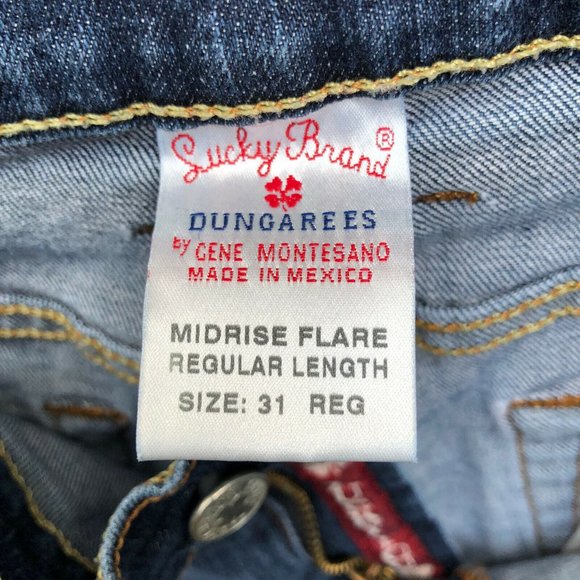 Lucky Brand®
DUNGAREES
by GENE MONTESANO
MADE IN MEXICO
MIDRISE FLARE
REGULAR LENGTH
SIZE: 31 REG